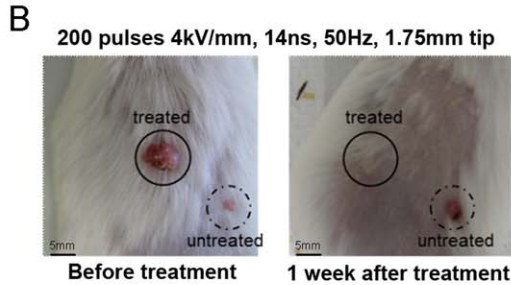 B
200 pulses 4kV/mm, 14ns, 50Hz, 1.75mm tip
treated
untreated
5mm
Before treatment
treated
untreated
5mm
1 week after treatment